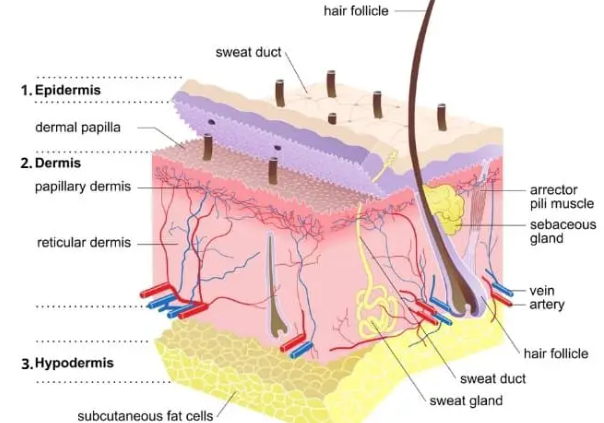 hair follicle
sweat duct
1. Epidermis
dermal papilla
2. Dermis
papillary dermis
reticular dermis
arrector
pili muscle
sebaceous
gland
vein
artery
hair follicle
3. Hypodermis
sweat duct
sweat gland
subcutaneous fat cells